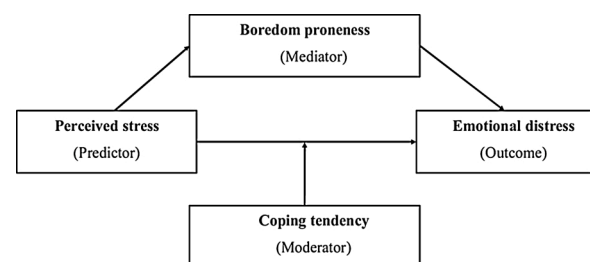 Boredom proneness
(Mediator)
Perceived stress
(Predictor)
Emotional distress
(Outcome)
Coping tendency
(Moderator)